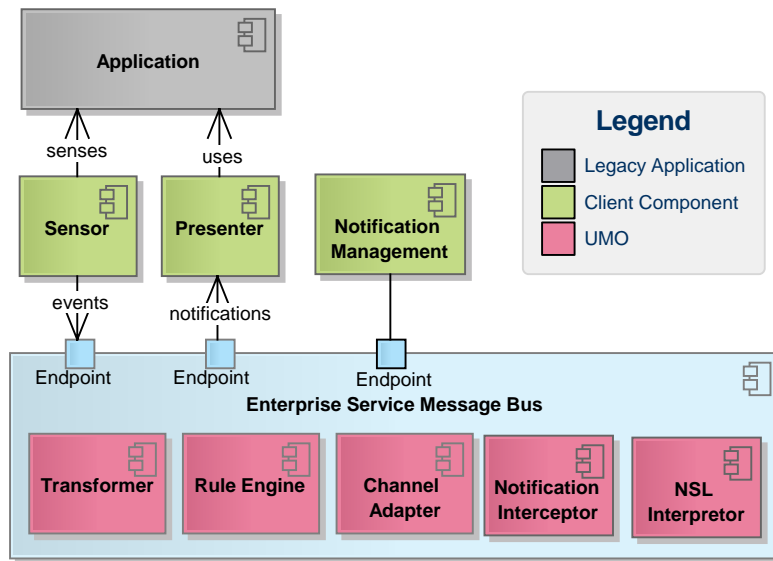 Application
senses
uses
Legend
Legacy Application
Client Component
UMO
Sensor
Presenter
Notification
Management
events
notifications
Endpoint
Endpoint
Endpoint
Enterprise Service Message Bus
Transformer
Rule Engine
Channel
Adapter
Notification
Interceptor
NSL
Interpretor